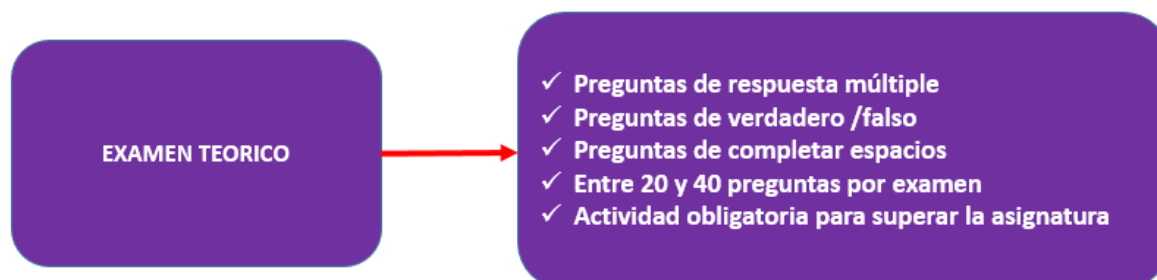 EXAMEN TEORICO
✓ Preguntas de respuesta múltiple
✓ Preguntas de verdadero /falso
✓ Preguntas de completar espacios
✓ Entre 20 y 40 preguntas por examen
✓ Actividad obligatoria para superar la asignatura